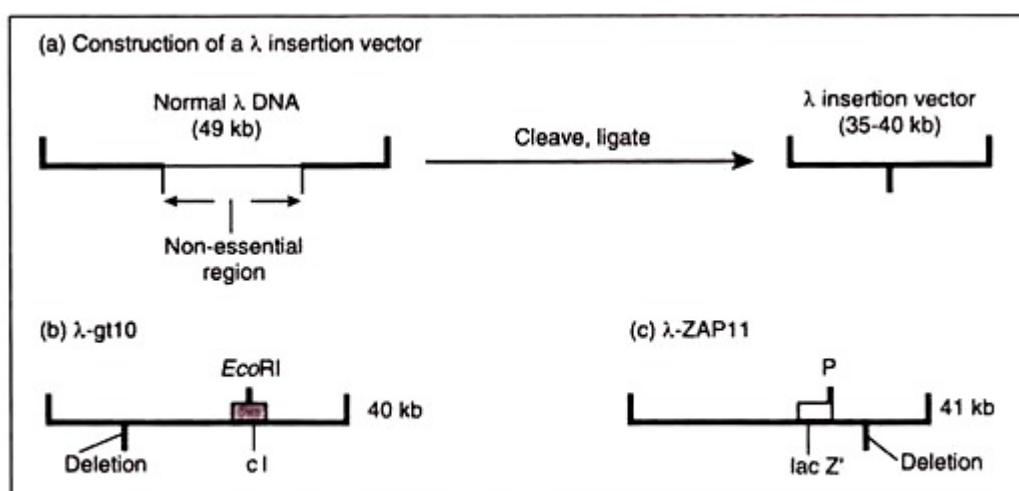 (a) Construction of a λ insertion vector
Normal λ DNA
(49 kb)
Cleave, ligate
λ insertion vector
(35-40 kb)
Non-essential
region
(b) λ-gt10
(c) λ-ZAP11
EcoRI
40 kb
Deletion
c I
P
41 kb
lac Z'
Deletion